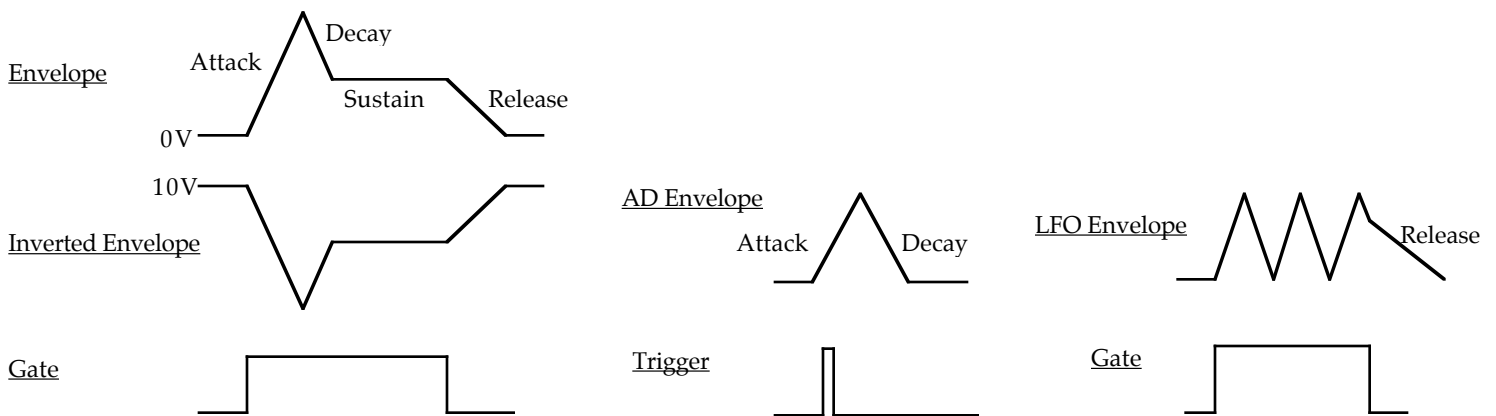 Decay
Attack
Envelope
Sustain
Release
0V
10V
Inverted Envelope
Gate
AD Envelope
Attack
Decay
Trigger
LFO Envelope
Release
Gate